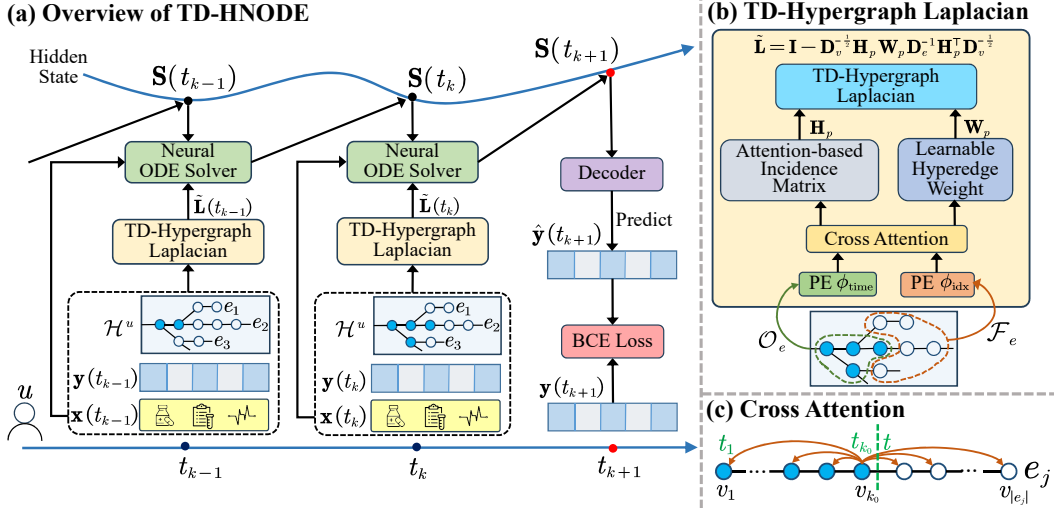 (a) Overview of TD-HNODE
Hidden
State
S(t_{k−1})
S(t_k)
S(t_{k+1})
Neural
ODE Solver
Neural
ODE Solver
Decoder
L̃(t_{k−1})
L̃(t_k)
Predict
TD-Hypergraph
Laplacian
TD-Hypergraph
Laplacian
ŷ(t_{k+1})
ℋ^u
e_1
e_2
e_3
ℋ^u
e_1
e_2
e_3
BCE Loss
y(t_{k−1})
y(t_k)
y(t_{k+1})
u
x(t_{k−1})
x(t_k)
t_{k−1}
t_k
t_{k+1}
(b) TD-Hypergraph Laplacian
L̃ = I − D_v^{−1/2} H_p W_p D_e^{−1} H_p^⊤ D_v^{−1/2}
TD-Hypergraph
Laplacian
H_p
W_p
Attention-based
Incidence
Matrix
Learnable
Hyperedge
Weight
Cross Attention
PE ϕ_time
PE ϕ_idx
𝒪_e
ℱ_e
(c) Cross Attention
t_1
t_{k_0}
t
e_j
v_1
v_{k_0}
v_{|e_j|}